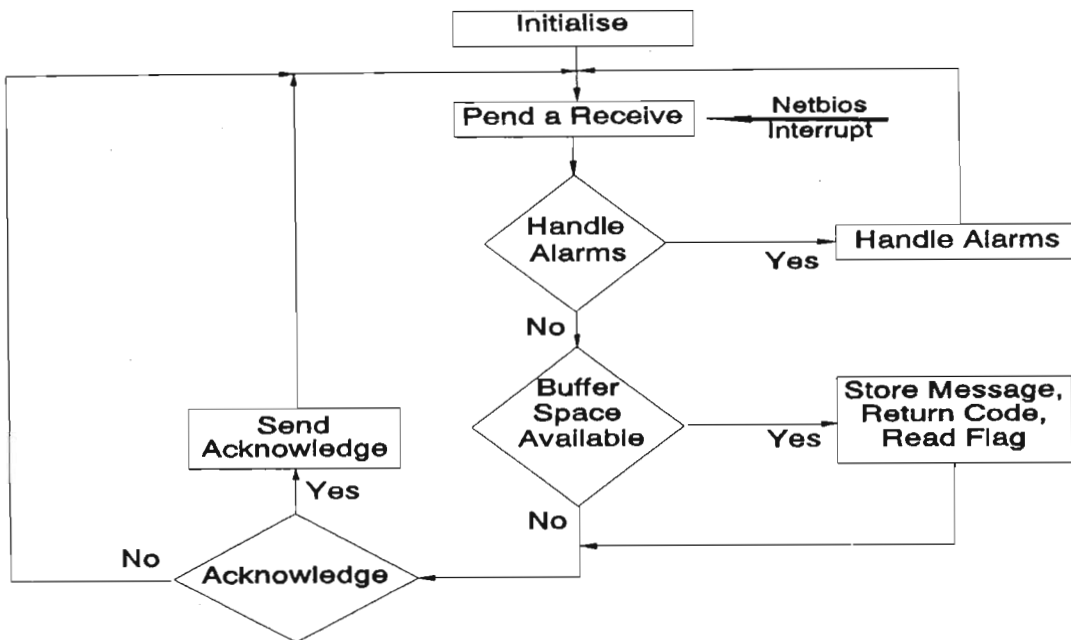 Initialise
Pend a Receive
Netbios
Interrupt
Handle
Alarms
Yes
Handle Alarms
No
Buffer
Space
Available
Yes
Store Message,
Return Code,
Read Flag
No
Send
Acknowledge
Yes
No
Acknowledge